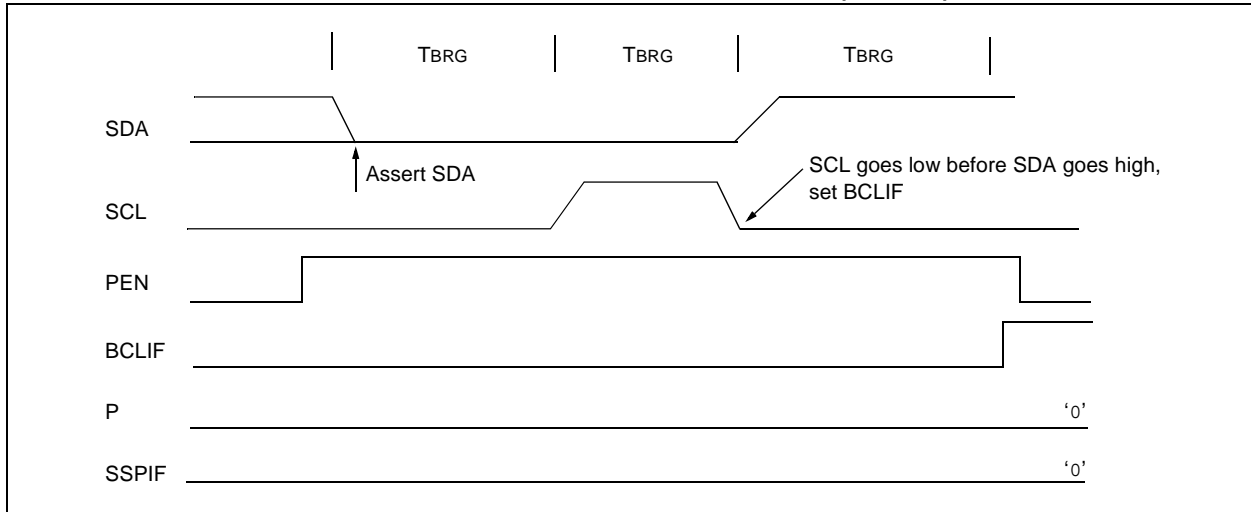 TBRG TBRG TBRG
SDA
Assert SDA
SCL goes low before SDA goes high,
set BCLIF
SCL
PEN
BCLIF
P ‘0’
SSPIF ‘0’